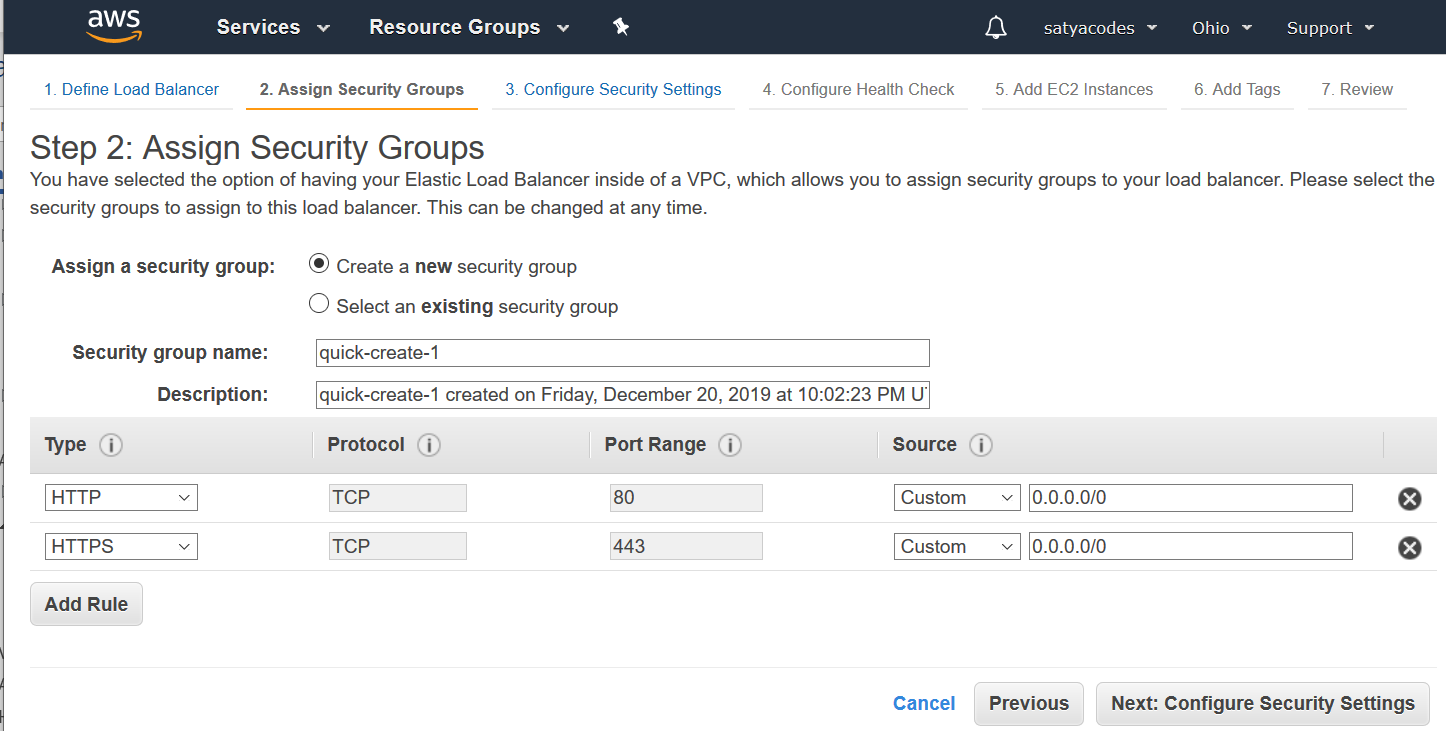 aws Services Resource Groups satyacodes Ohio Support
1. Define Load Balancer 2. Assign Security Groups 3. Configure Security Settings 4. Configure Health Check 5. Add EC2 Instances 6. Add Tags 7. Review
Step 2: Assign Security Groups
You have selected the option of having your Elastic Load Balancer inside of a VPC, which allows you to assign security groups to your load balancer. Please select the
security groups to assign to this load balancer. This can be changed at any time.
Assign a security group: Create a new security group
Select an existing security group
Security group name: quick-create-1
Description: quick-create-1 created on Friday, December 20, 2019 at 10:02:23 PM U
Type Protocol Port Range Source
HTTP TCP 80 Custom 0.0.0.0/0
HTTPS TCP 443 Custom 0.0.0.0/0
Add Rule
Cancel Previous Next: Configure Security Settings